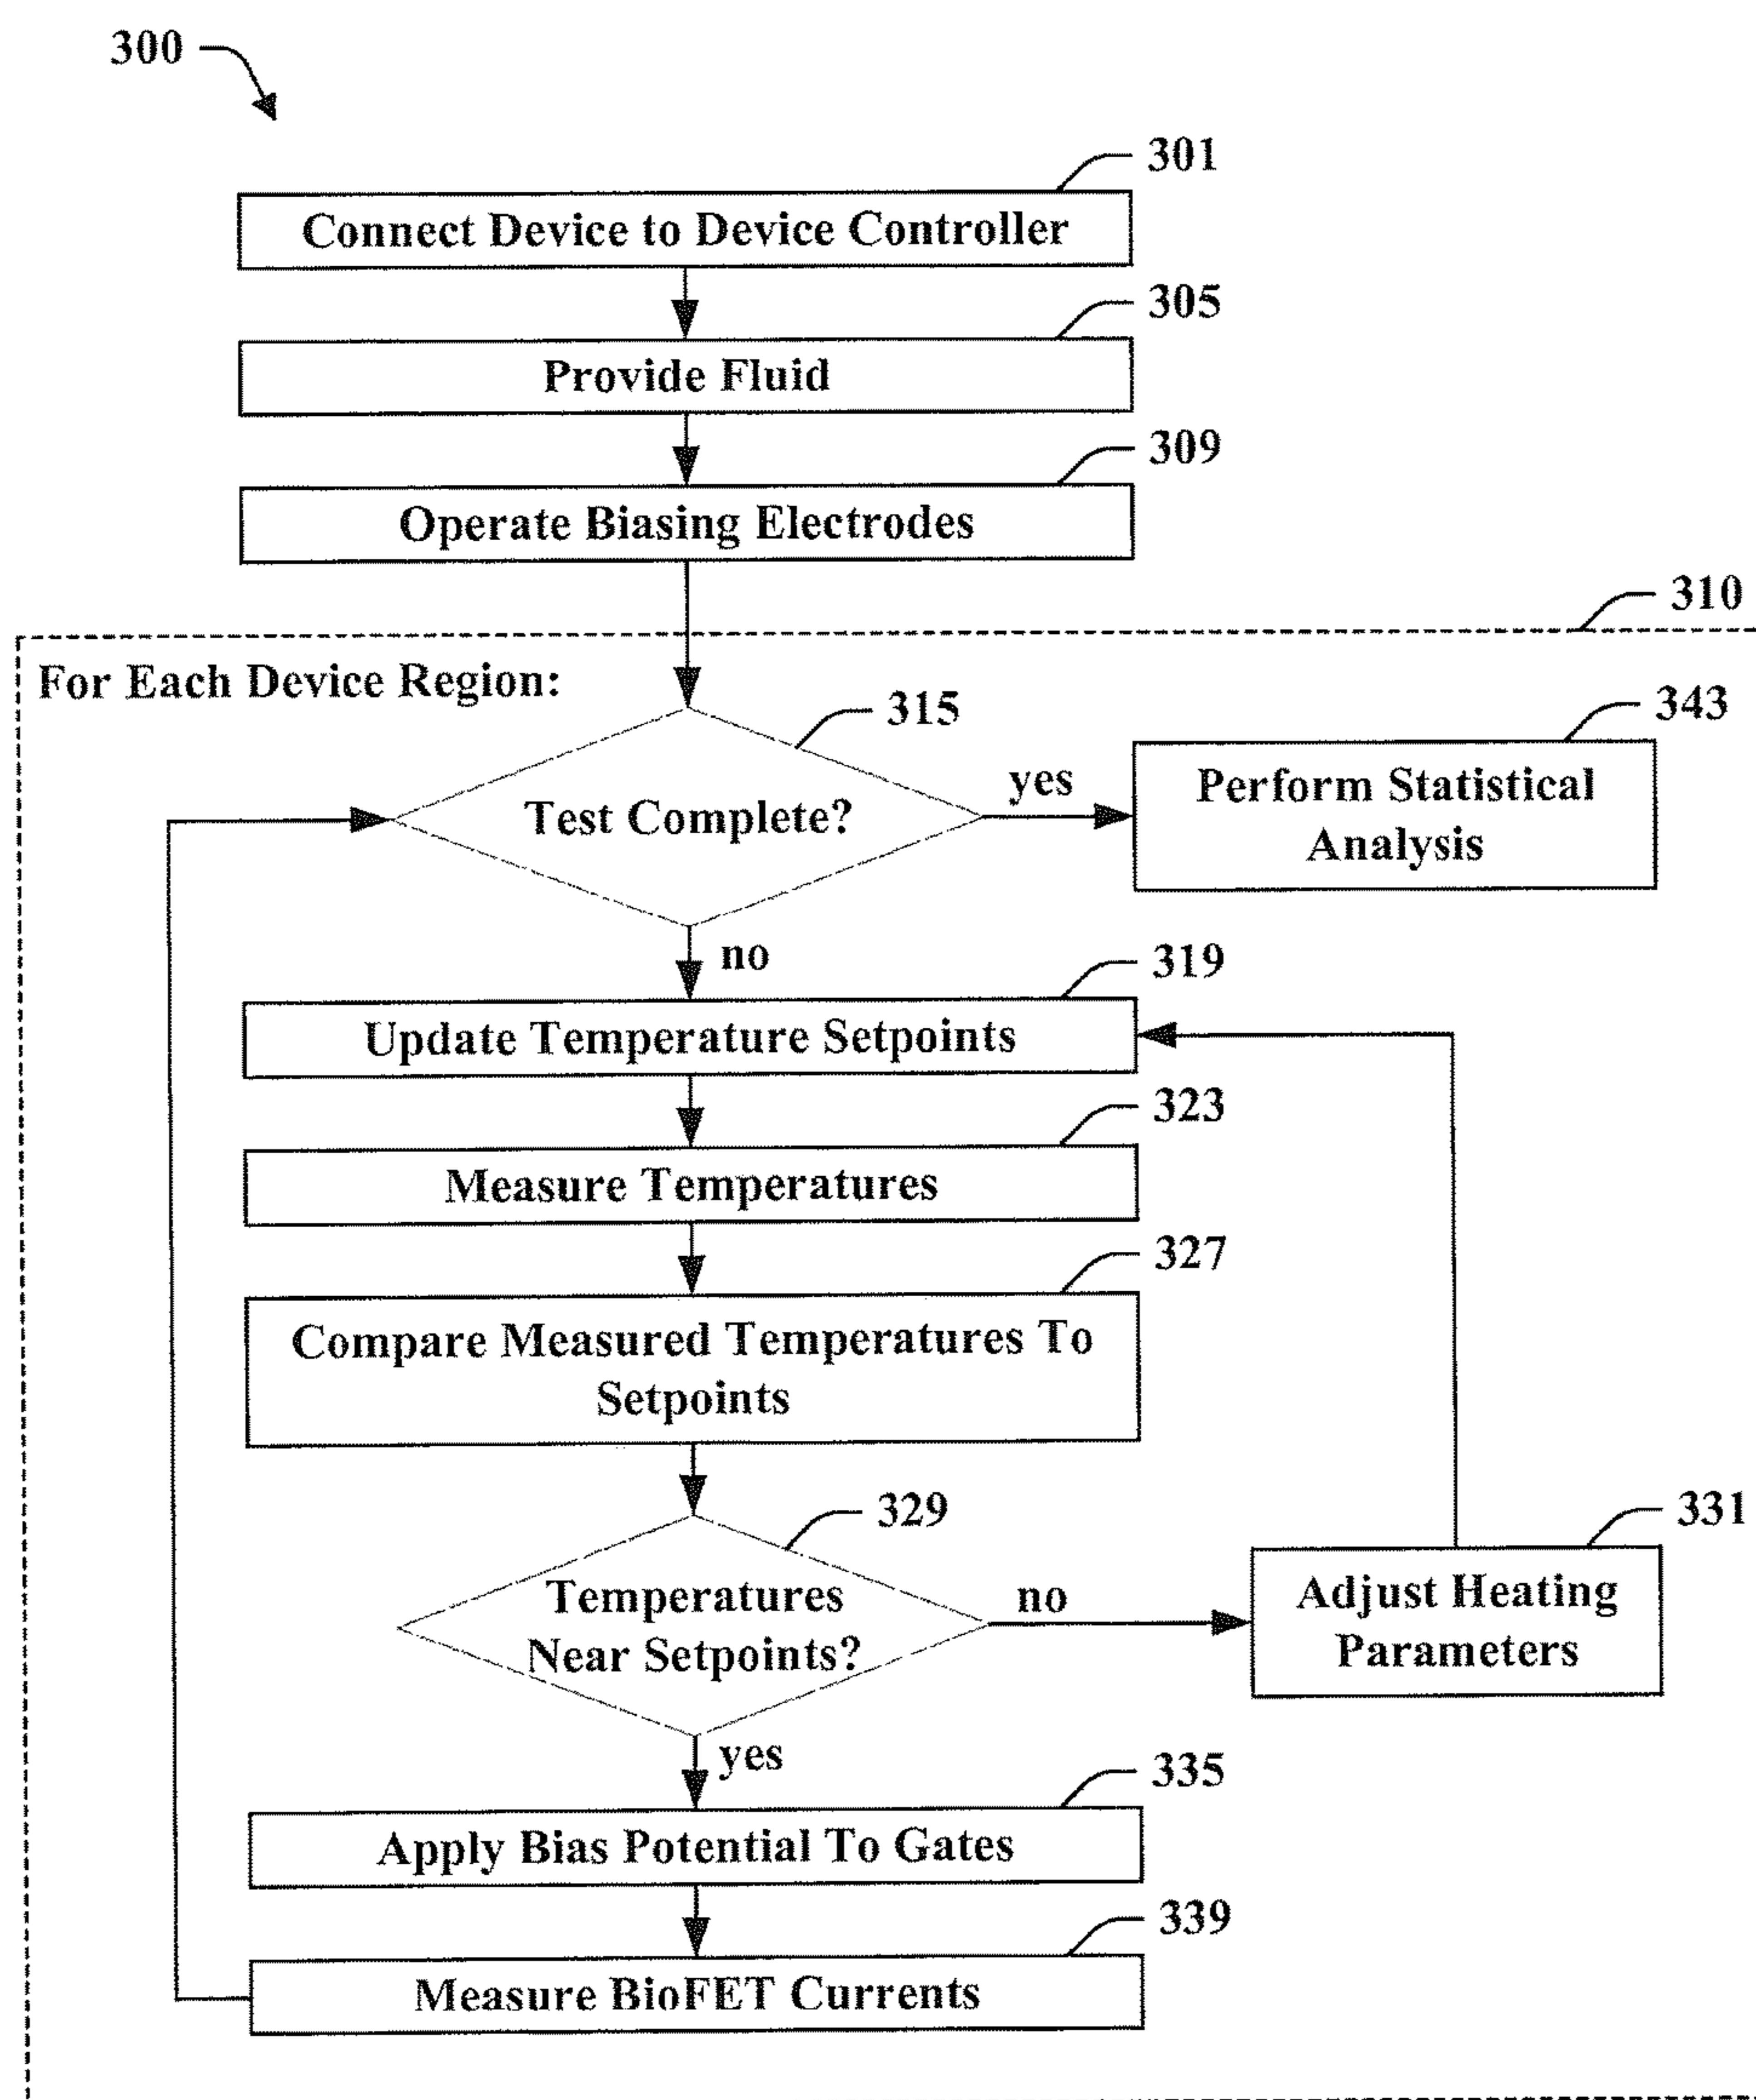 300
301
Connect Device to Device Controller
305
Provide Fluid
309
Operate Biasing Electrodes
310
For Each Device Region:
315
343
Test Complete?
yes
Perform Statistical
Analysis
no
319
Update Temperature Setpoints
323
Measure Temperatures
327
Compare Measured Temperatures To
Setpoints
329
331
Temperatures
Near Setpoints?
no
Adjust Heating
Parameters
yes
335
Apply Bias Potential To Gates
339
Measure BioFET Currents